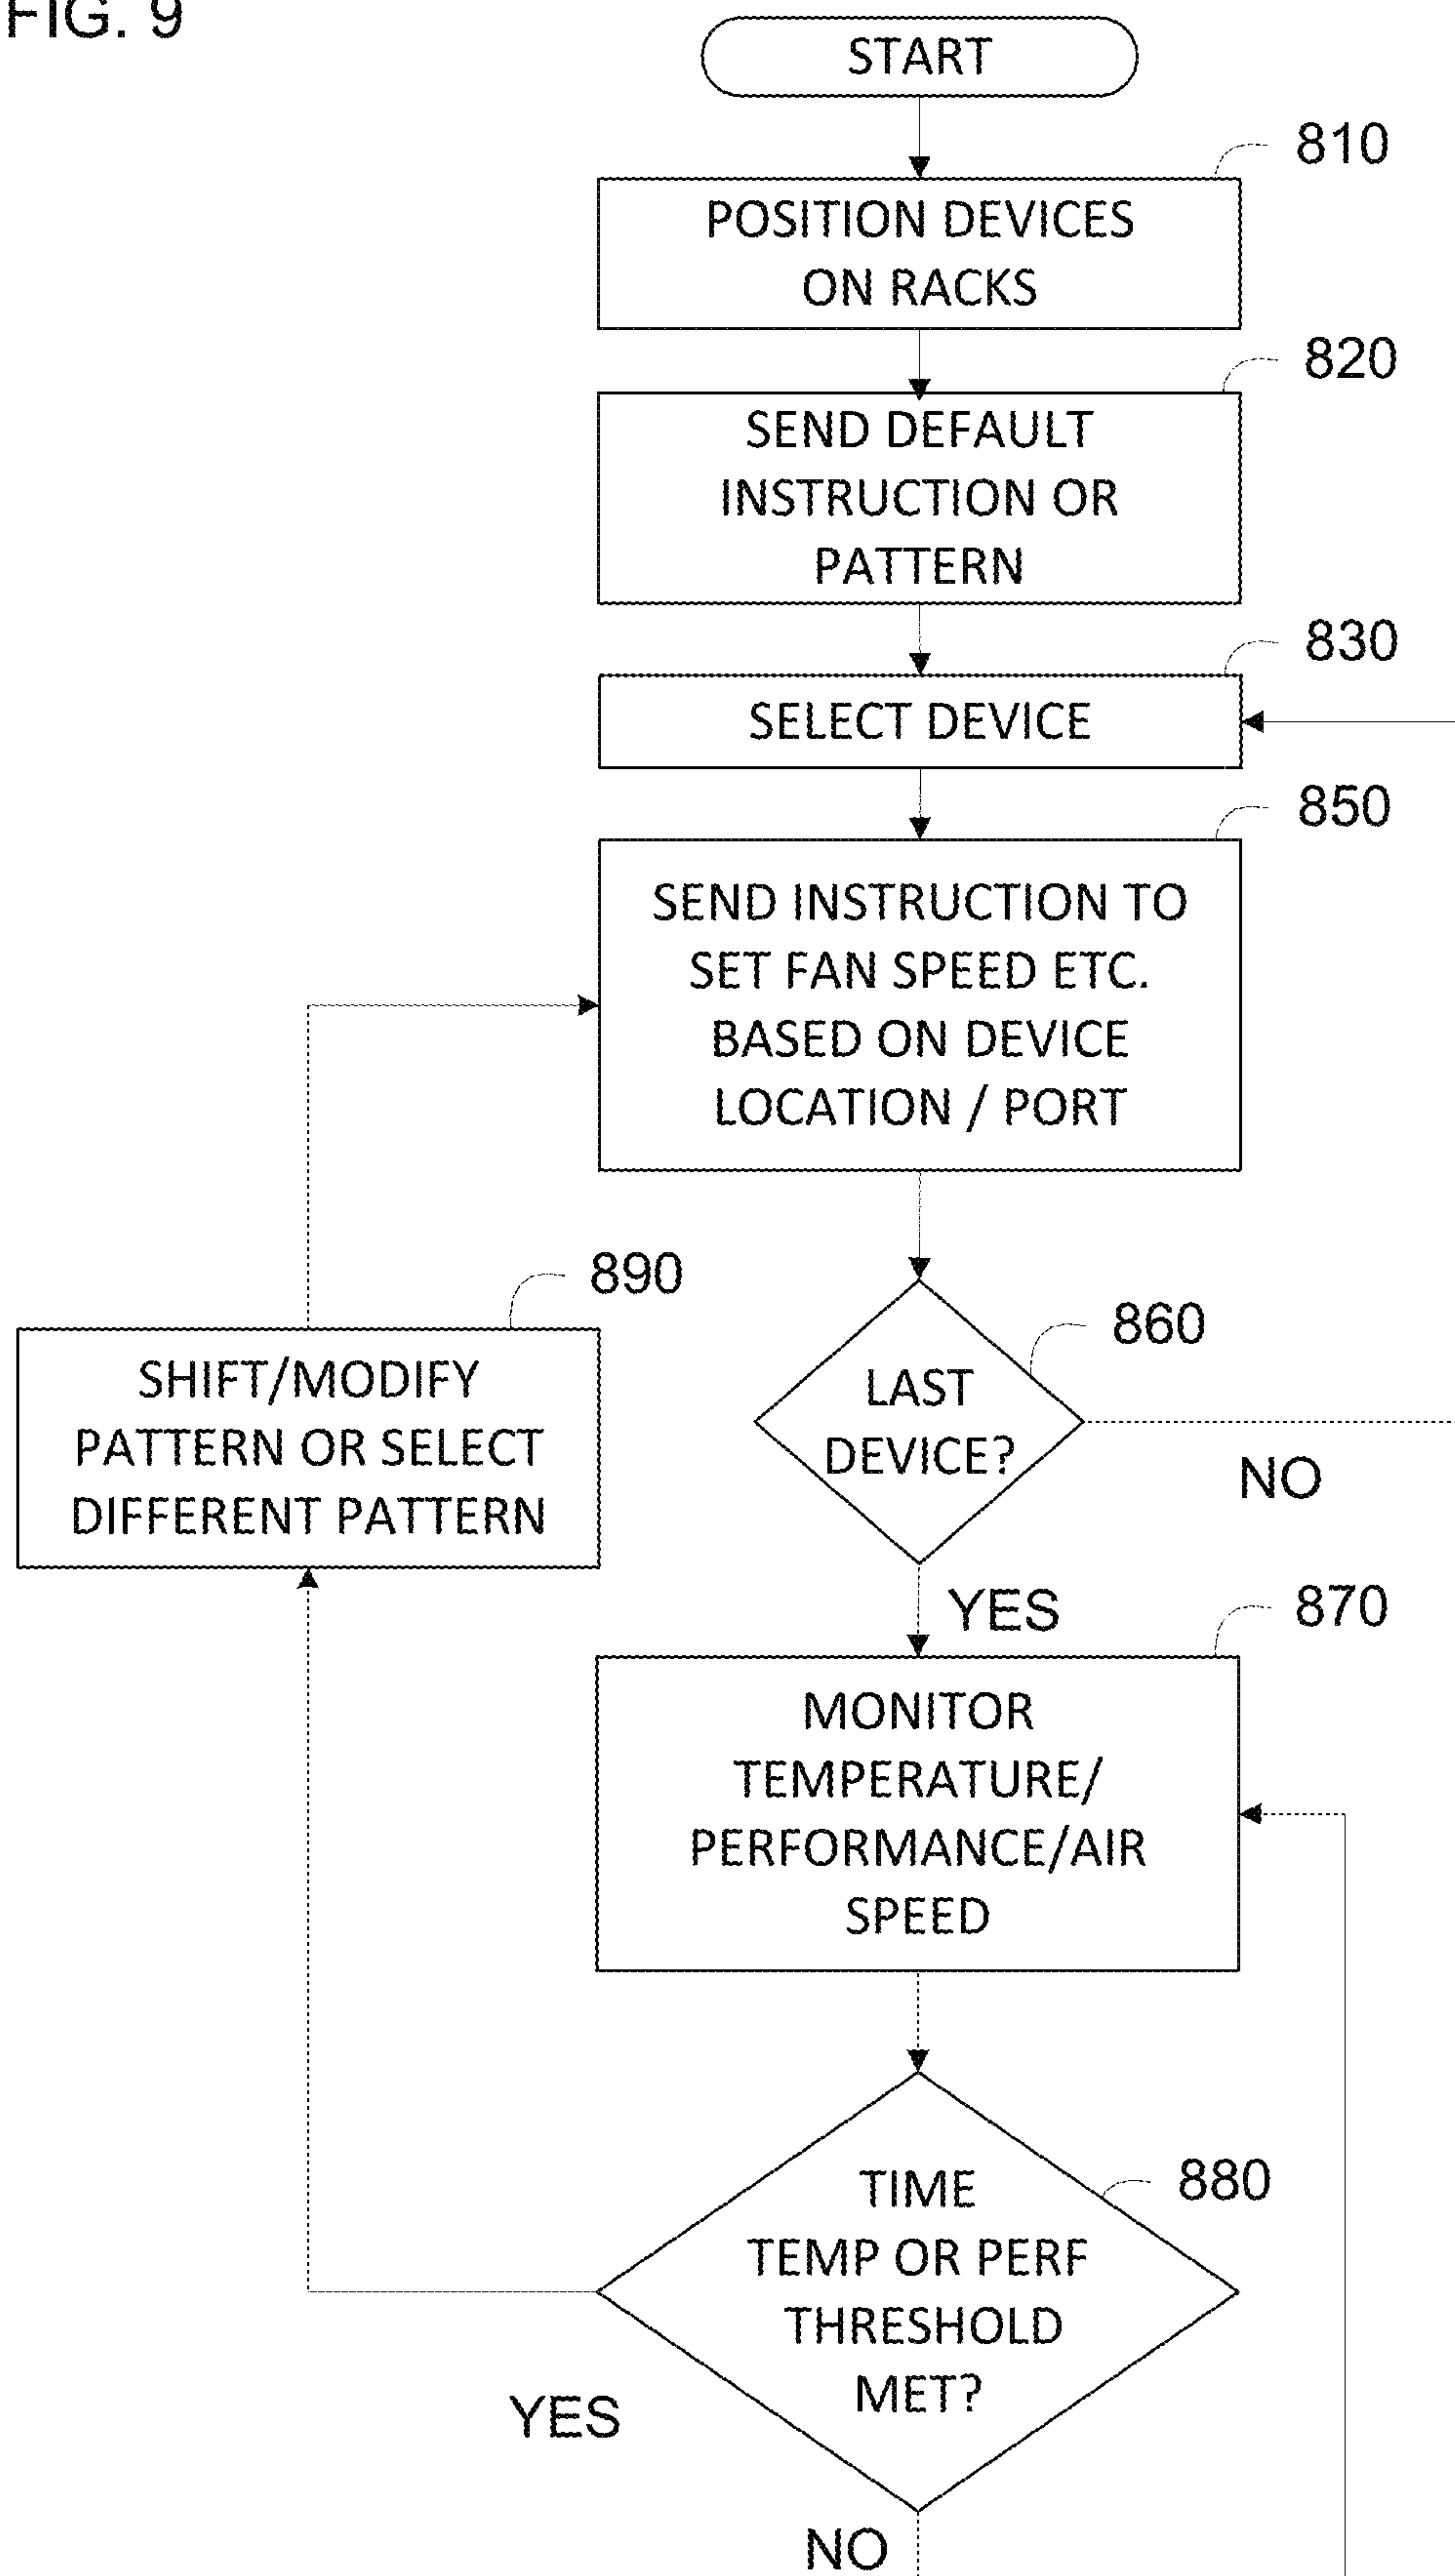 FIG. 9
START
810
POSITION DEVICES
ON RACKS
820
SEND DEFAULT
INSTRUCTION OR
PATTERN
830
SELECT DEVICE
850
SEND INSTRUCTION TO
SET FAN SPEED ETC.
BASED ON DEVICE
LOCATION / PORT
890
SHIFT/MODIFY
PATTERN OR SELECT
DIFFERENT PATTERN
860
LAST
DEVICE?
NO
YES
870
MONITOR
TEMPERATURE/
PERFORMANCE/AIR
SPEED
880
TIME
TEMP OR PERF
THRESHOLD
MET?
YES
NO